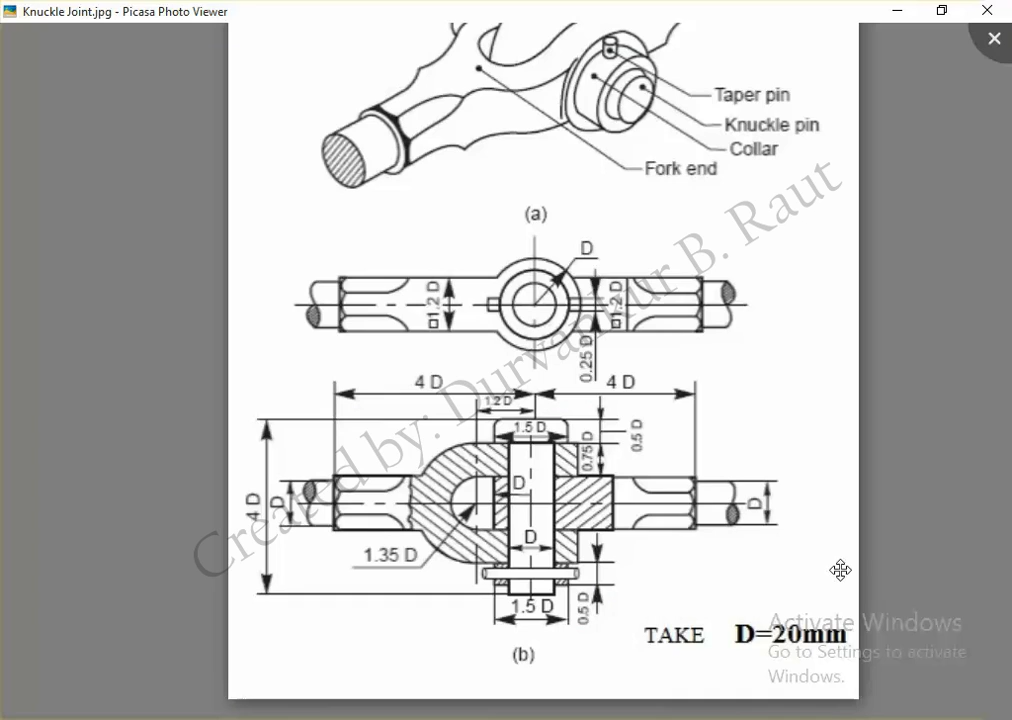 Knuckle Joint.jpg - Picasa Photo Viewer
Taper pin
Knuckle pin
Collar
Fork end
(a)
D
□1.2 D
□1.2 D
0.25 D
4 D
4 D
1.2 D
1.5 D
0.75 D
0.5 D
D
4 D
D
D
D
1.35 D
1.5 D
0.5 D
(b)
TAKE D=20mm
Created by: Durvankur B. Raut
Activate Windows
Go to Settings to activate
Windows.